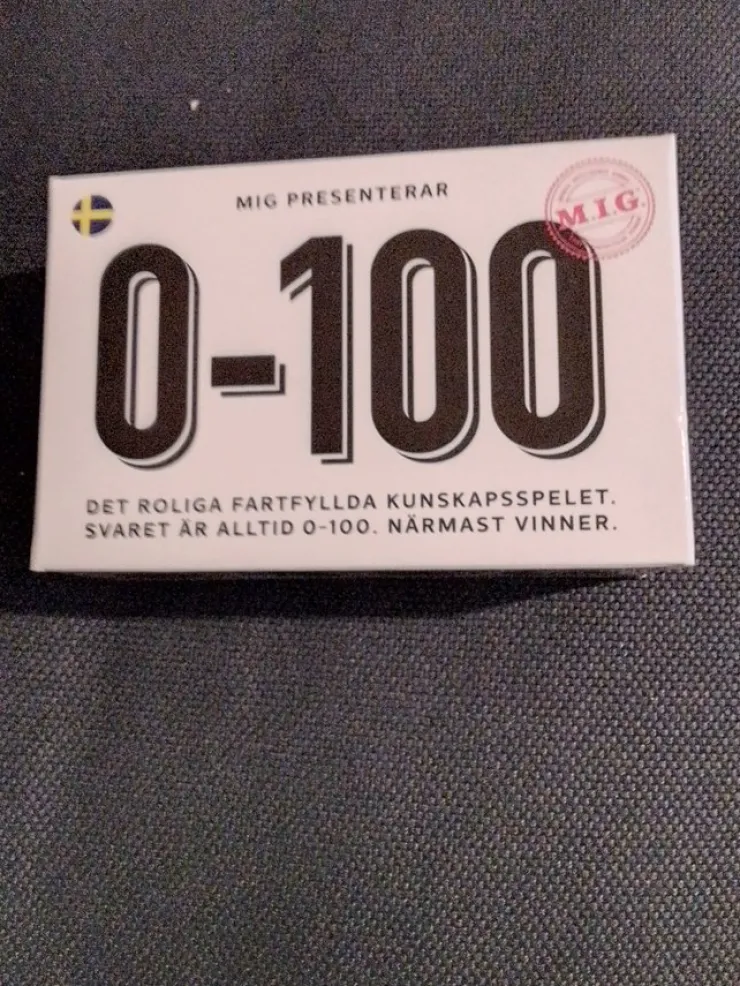 MIG PRESENTERAR
M.I.G.
0-100
DET ROLIGA FARTFYLLDA KUNSKAPSSPELET.
SVARET ÄR ALLTID 0-100. NÄRMAST VINNER.